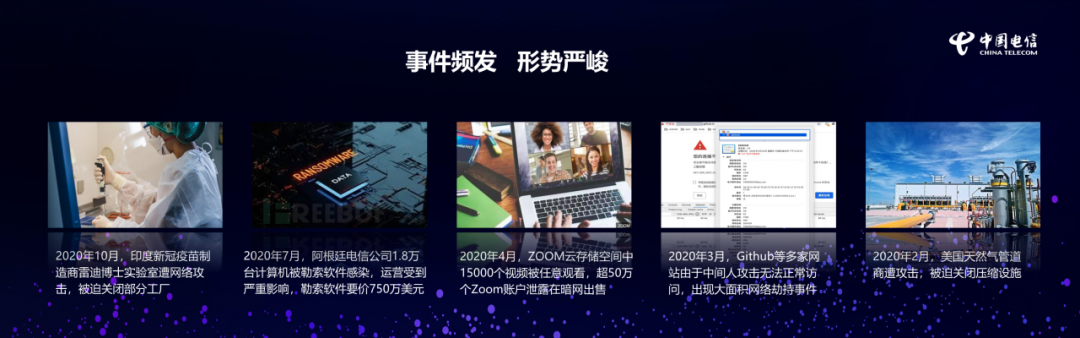 事件频发 形势严峻
中国电信
CHINA TELECOM
RANSOMWARE
DATA
REEBU
2020年10月，印度新冠疫苗制
造商雷迪博士实验室遭网络攻
击，被迫关闭部分工厂
2020年7月，阿根廷电信公司1.8万
台计算机被勒索软件感染，运营受到
严重影响，勒索软件要价750万美元
2020年4月，ZOOM云存储空间中
15000个视频被任意观看，超50万
个Zoom账户泄露在暗网出售
2020年3月，Github等多家网
站由于中间人攻击无法正常访
问，出现大面积网络劫持事件
2020年2月，美国天然气管道
商遭攻击，被迫关闭压缩设施